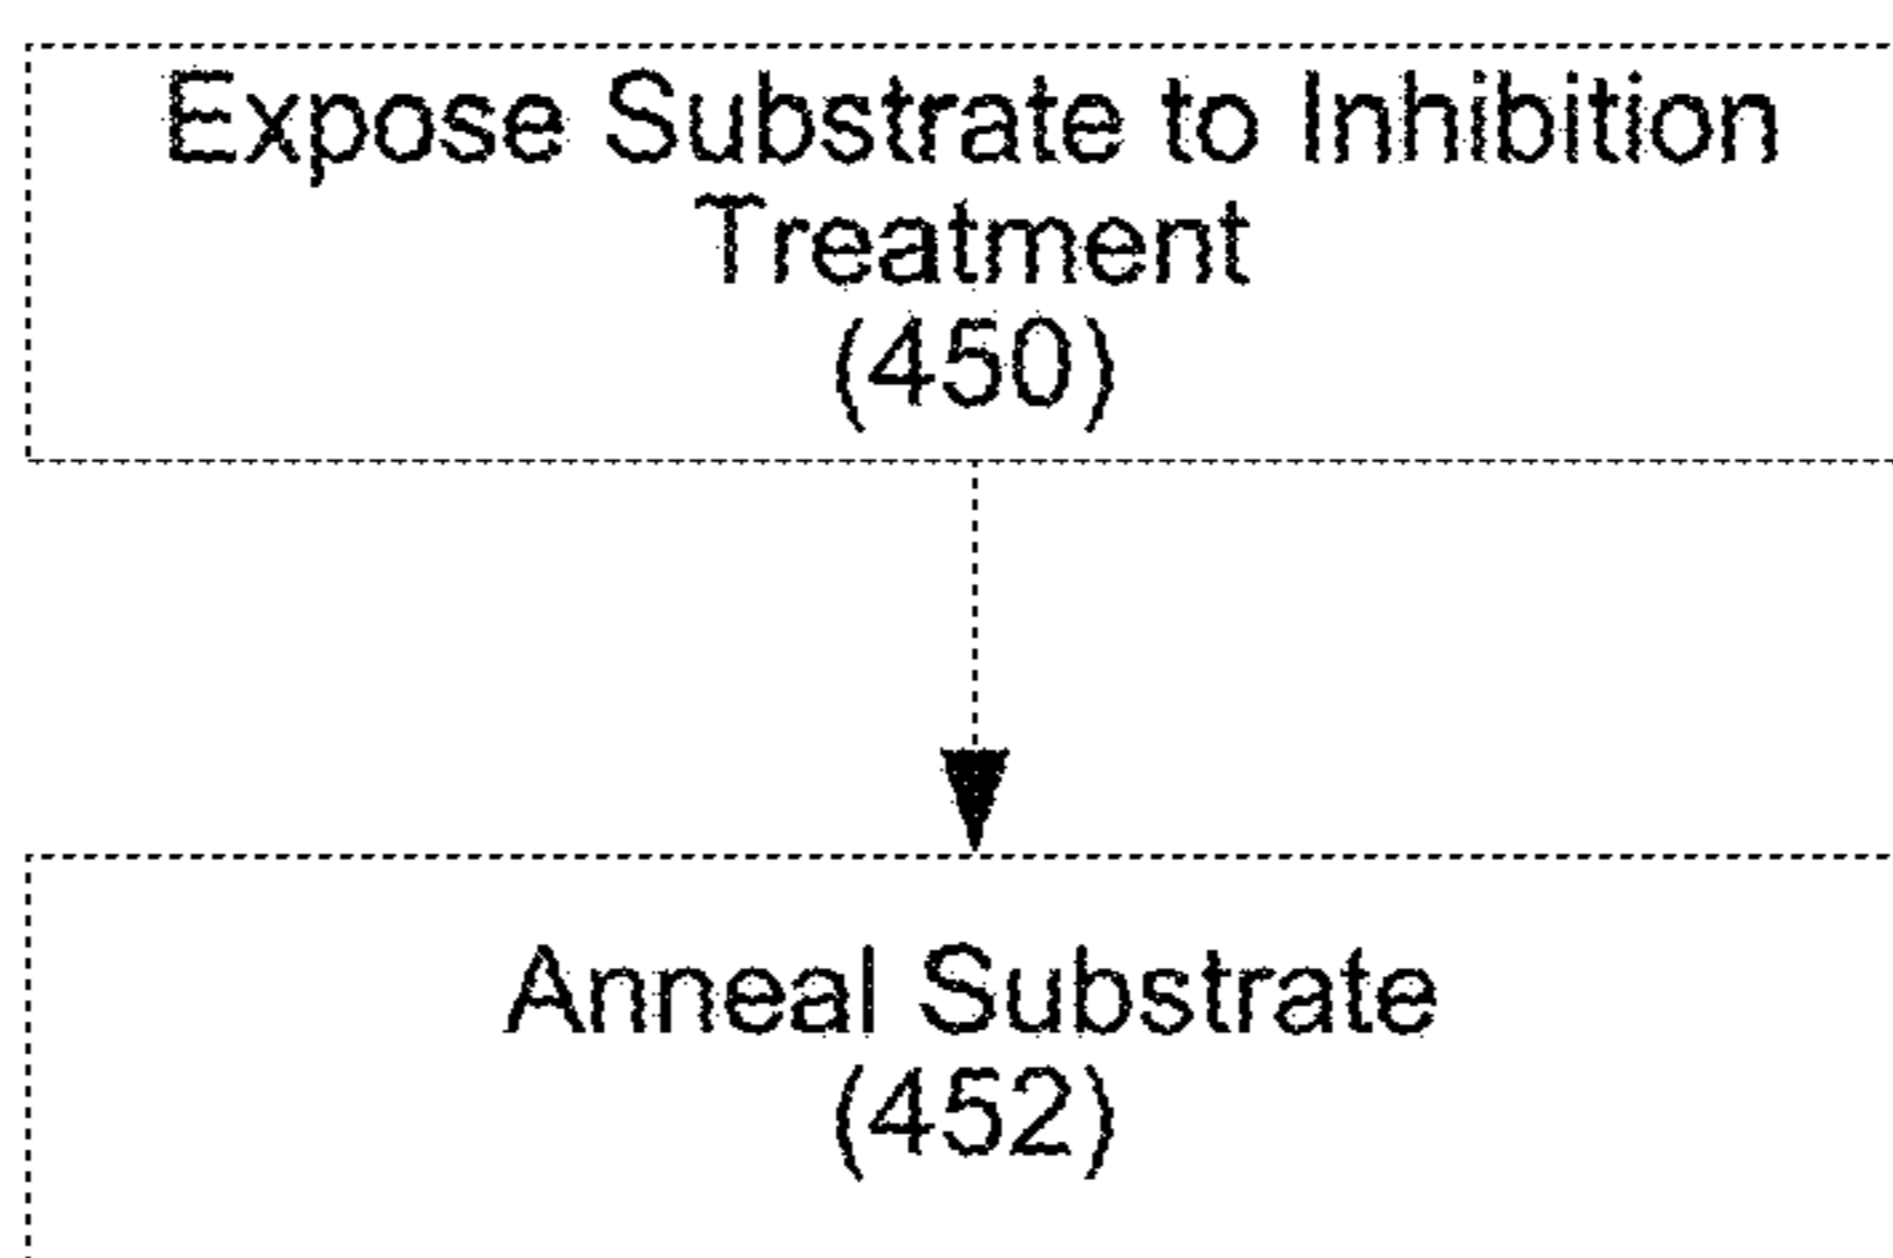 Expose Substrate to Inhibition
Treatment
(450)
Anneal Substrate
(452)